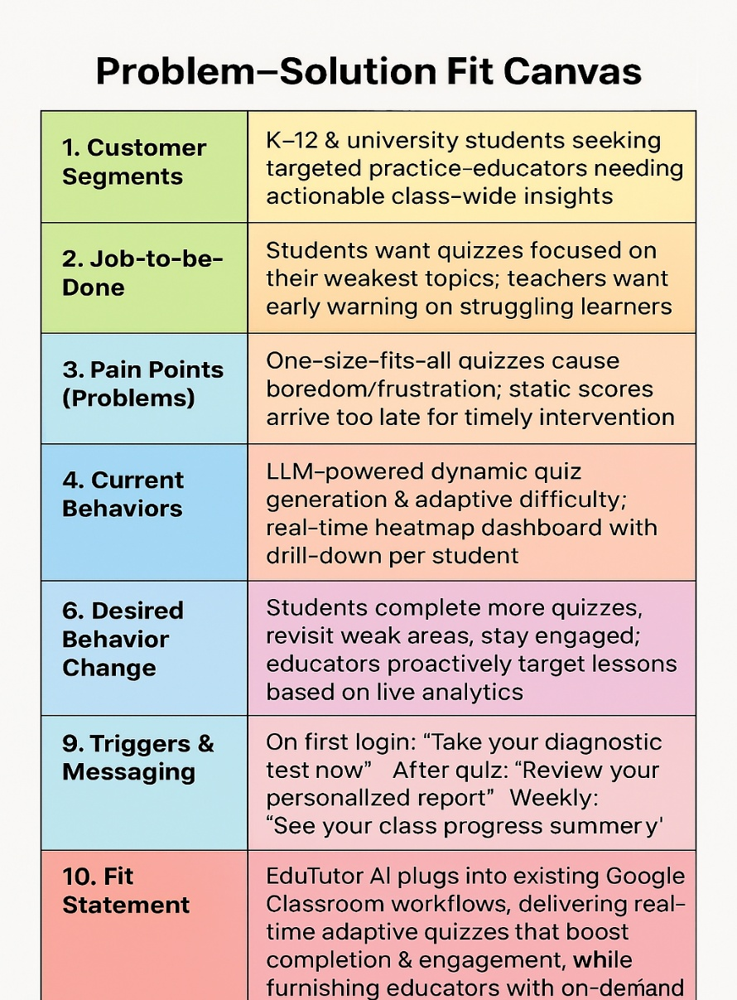 Problem–Solution Fit Canvas
1. Customer
Segments
K–12 & university students seeking
targeted practice–educators needing
actionable class–wide insights
2. Job-to-be-
Done
Students want quizzes focused on
their weakest topics; teachers want
early warning on struggling learners
3. Pain Points
(Problems)
One–size–fits–all quizzes cause
boredom/frustration; static scores
arrive too late for timely intervention
4. Current
Behaviors
LLM–powered dynamic quiz
generation & adaptive difficulty;
real–time heatmap dashboard with
drill–down per student
6. Desired
Behavior
Change
Students complete more quizzes,
revisit weak areas, stay engaged;
educators proactively target lessons
based on live analytics
9. Triggers &
Messaging
On first login: “Take your diagnostic
test now” After qulz: “Review your
personallzed report” Weekly:
“See your class progress summery'
10. Fit
Statement
EduTutor AI plugs into existing Google
Classroom workflows, delivering real–
time adaptive quizzes that boost
completion & engagement, while
furnishing educators with on–deḿand